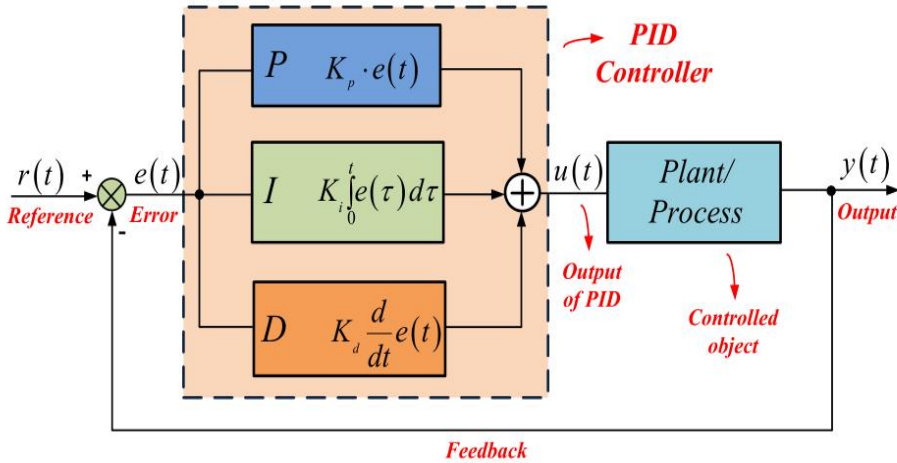 PID
Controller
P K_p · e(t)
r(t) + e(t)
Reference
-
Error
I K_i ∫_0^t e(τ) dτ
+
u(t)
Plant/
Process
y(t)
Output
Output
of PID
Controlled
object
D K_d d/dt e(t)
Feedback